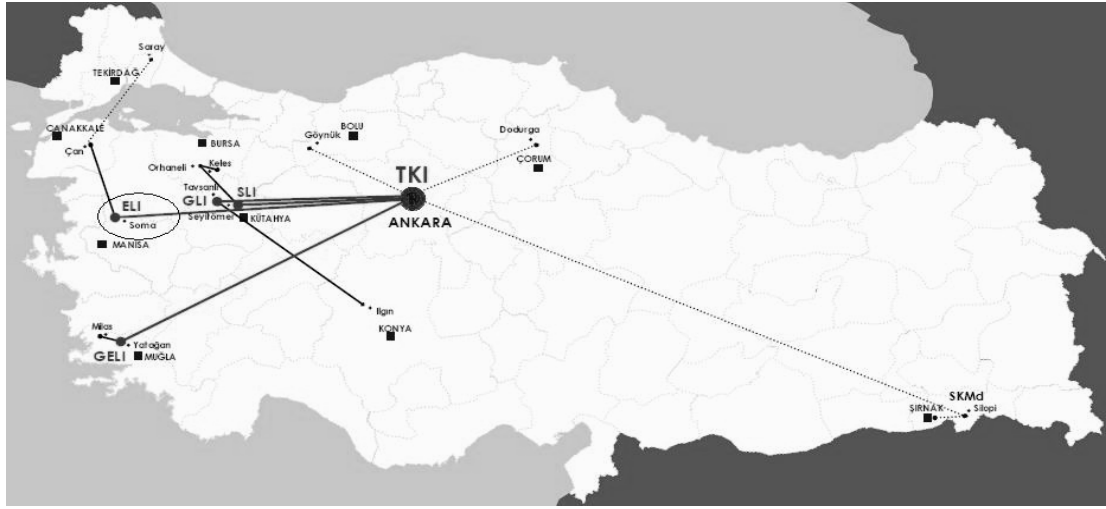 Saray
TEKİRDAĞ
ÇANAKKALE
Çan
BURSA
Orhaneli
Keles
Tavşanlı
GLI
SLI
Seyitömer
KÜTAHYA
ELI
Soma
MANİSA
Göynük
BOLU
Dodurga
ÇORUM
TKI
ANKARA
Ilgın
KONYA
Milas
GELI
Yatağan
MUĞLA
SKMd
ŞIRNAK
Silopi